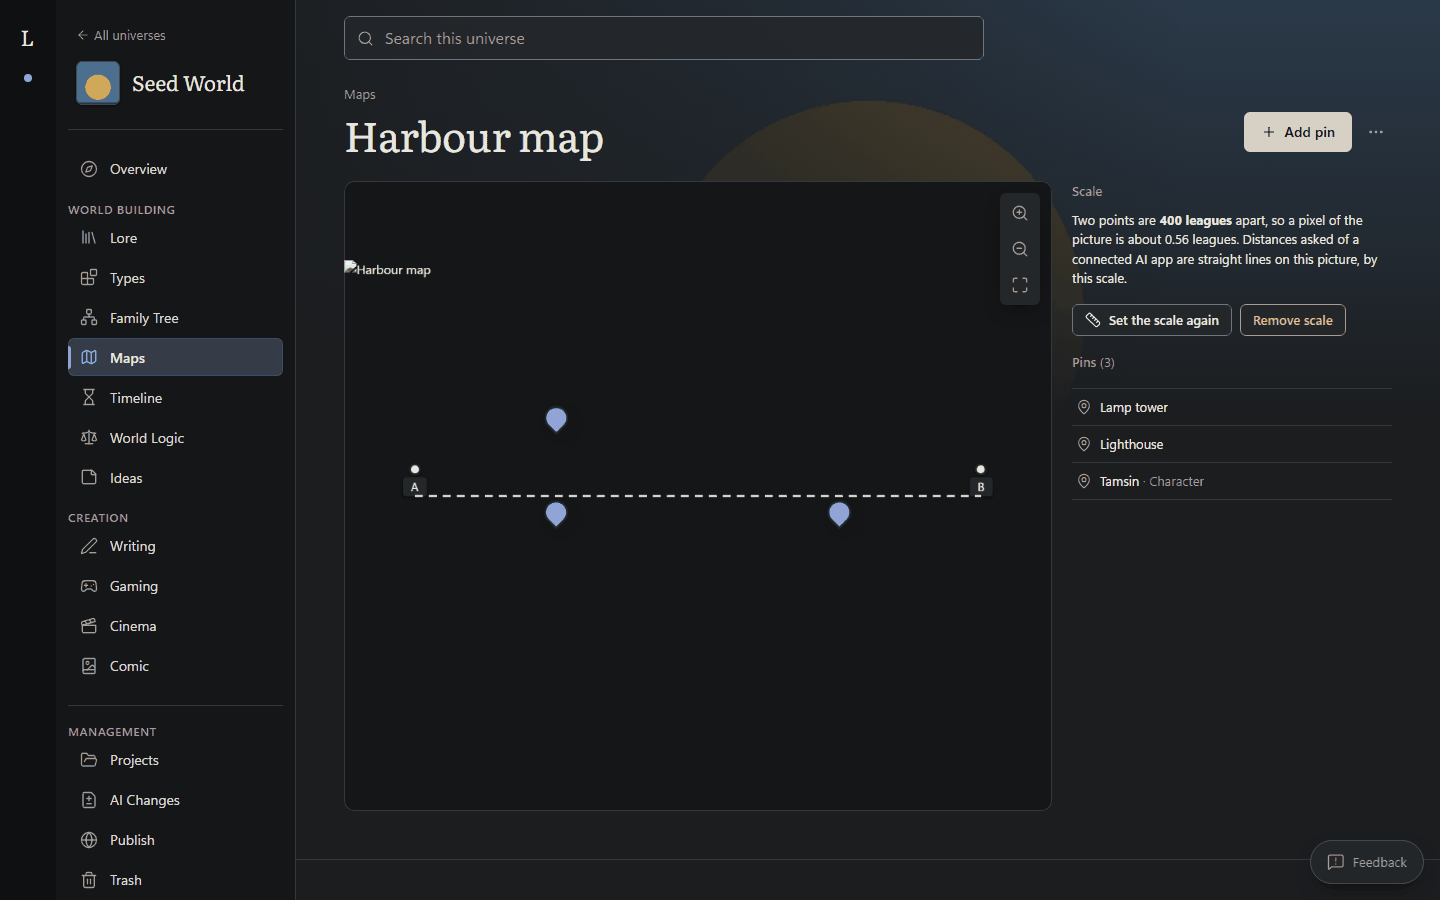 L
All universes
Seed World
Overview
WORLD BUILDING
Lore
Types
Family Tree
Maps
Timeline
World Logic
Ideas
CREATION
Writing
Gaming
Cinema
Comic
MANAGEMENT
Projects
AI Changes
Publish
Trash
Search this universe
Maps
Harbour map
Add pin
Harbour map
A
B
Scale
Two points are 400 leagues apart, so a pixel of the
picture is about 0.56 leagues. Distances asked of a
connected AI app are straight lines on this picture, by
this scale.
Set the scale again
Remove scale
Pins (3)
Lamp tower
Lighthouse
Tamsin · Character
Feedback